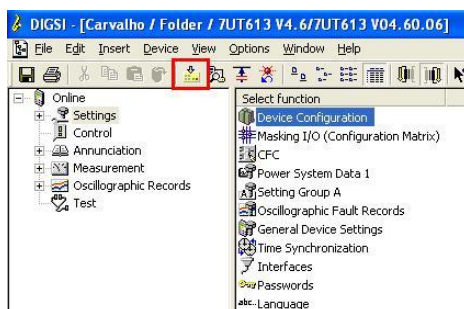 DIGSI - [Carvalho / Folder / 7UT613 V4.6/7UT613 V04.60.06]
File Edit Insert Device View Options Window Help
Online
Settings
Control
Annunciation
Measurement
Oscillographic Records
Test
Select function
Device Configuration
Masking I/O (Configuration Matrix)
CFC
Power System Data 1
Setting Group A
Oscillographic Fault Records
General Device Settings
Time Synchronization
Interfaces
Passwords
abc.. Language